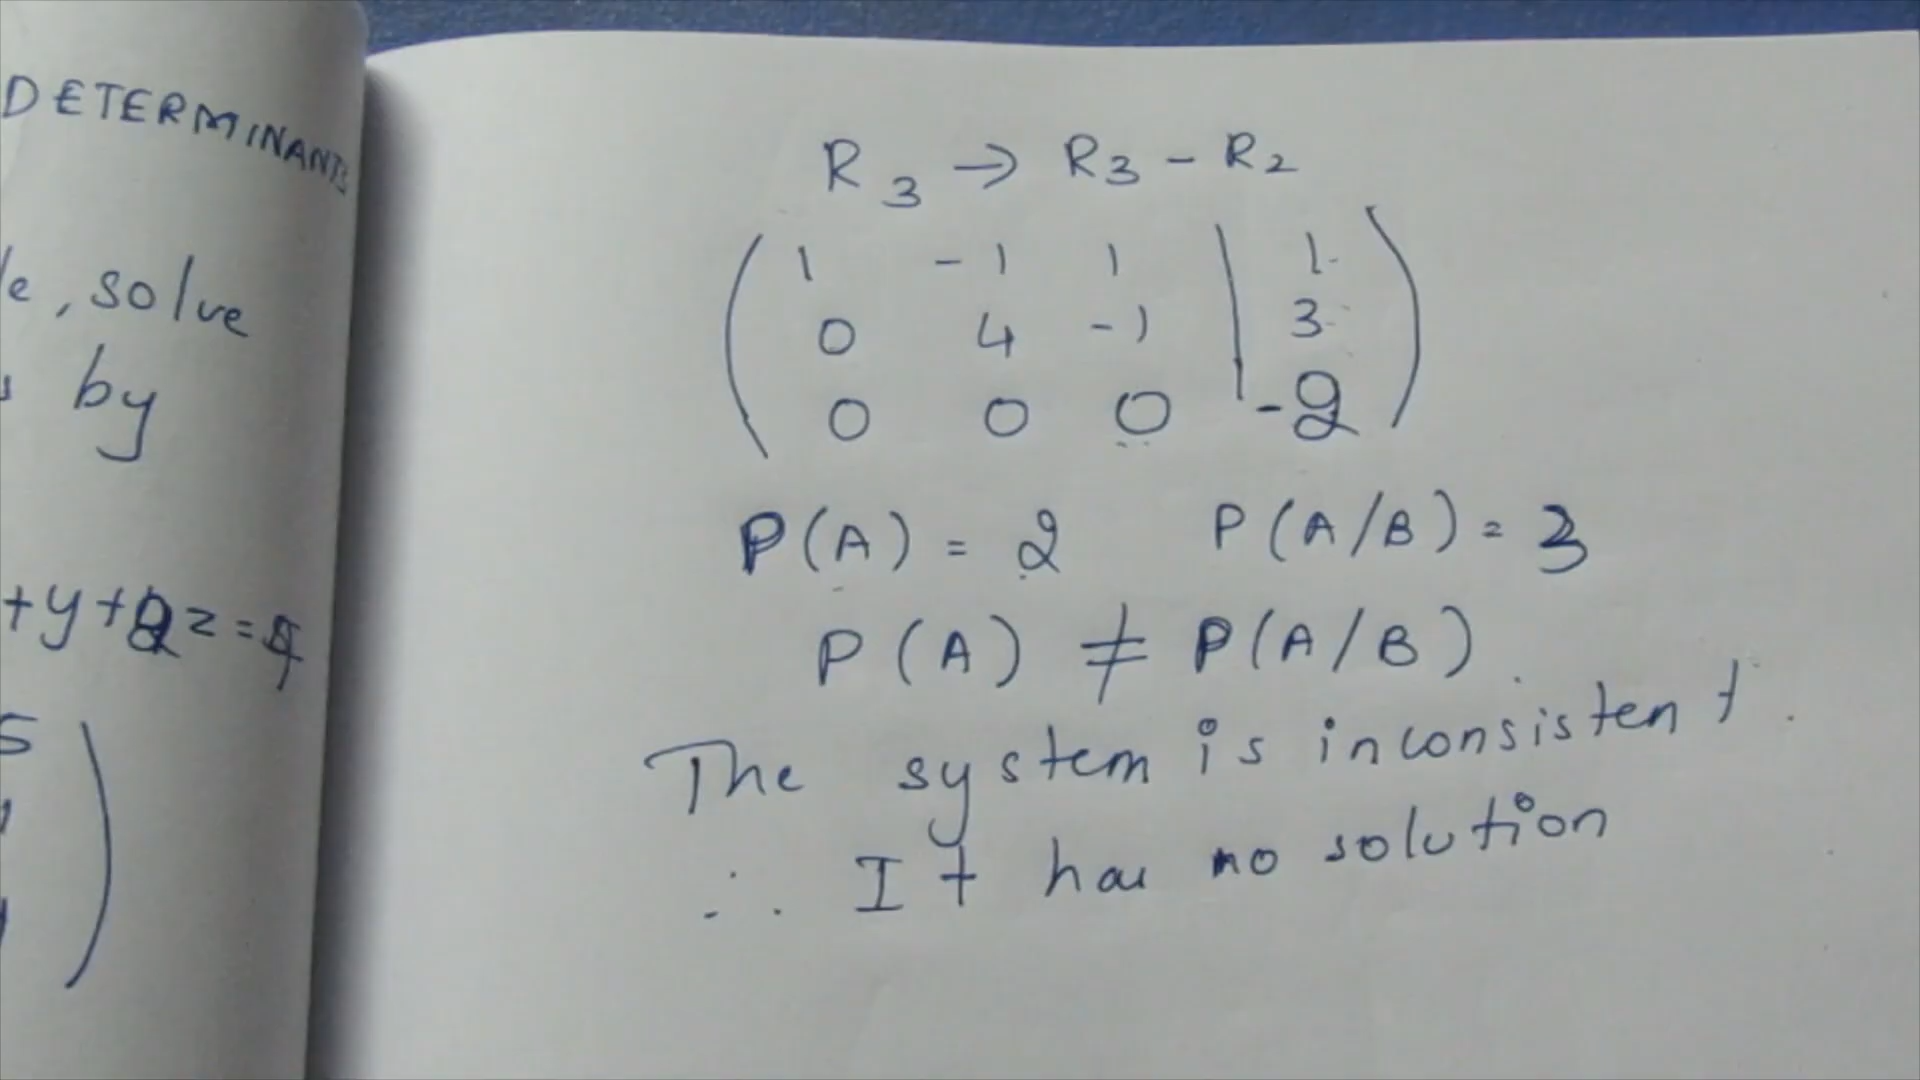 DETERMINANTS
, solve
by
+y+2z=4
5
R3 → R3 - R2
1 -1 1 | 1
0 4 -1 | 3
0 0 0 | -2
P(A) = 2 P(A/B) = 3
P(A) ≠ P(A/B)
The system is inconsistent.
∴ It has no solution